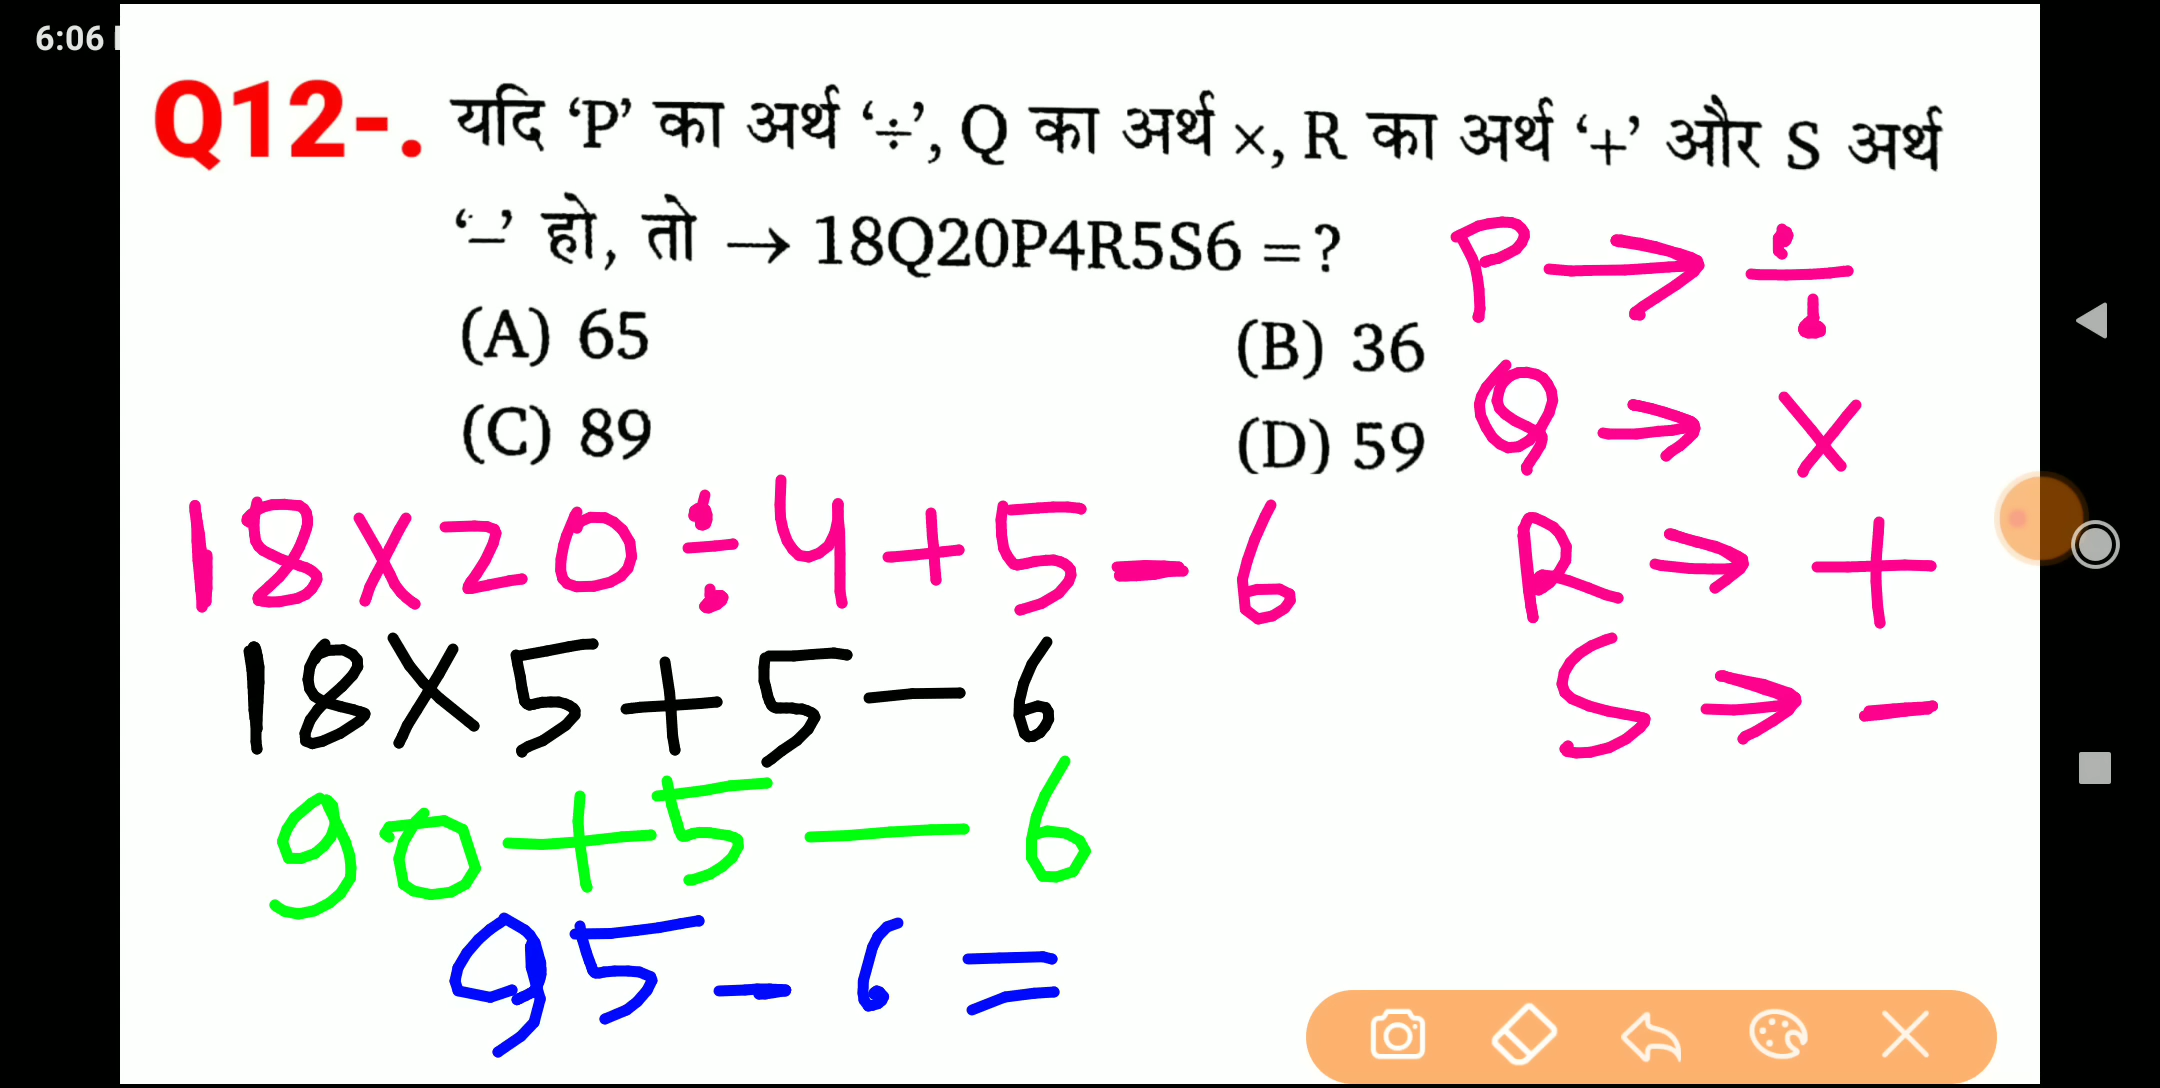 6:06
Q12-. यदि ‘P’ का अर्थ ‘÷’, Q का अर्थ ×, R का अर्थ ‘+’ और S अर्थ
‘–’ हो, तो → 18Q20P4R5S6 = ?
(A) 65 (B) 36
(C) 89 (D) 59
P → ÷
Q → ×
R → +
S → -
18×20÷4+5-6
18×5+5-6
90+5-6
95-6=